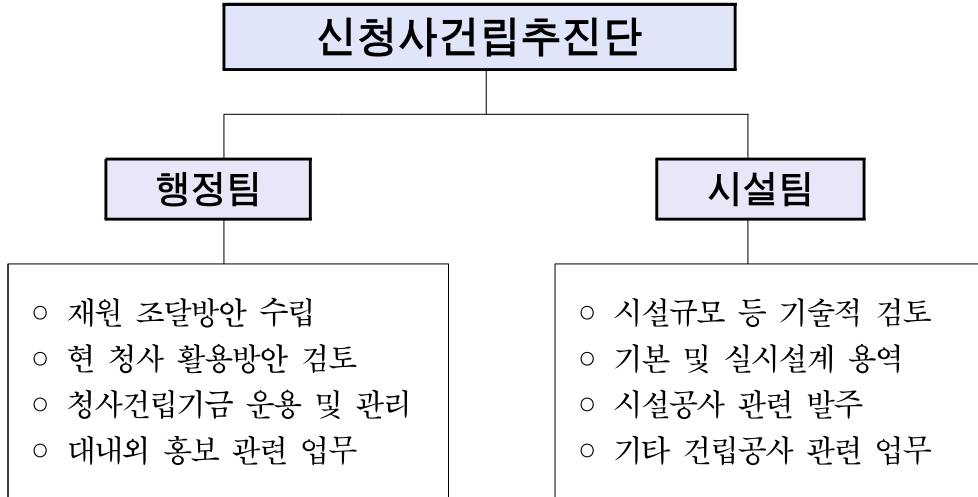 신청사건립추진단
행정팀
○ 재원 조달방안 수립
○ 현 청사 활용방안 검토
○ 청사건립기금 운용 및 관리
○ 대내외 홍보 관련 업무
시설팀
○ 시설규모 등 기술적 검토
○ 기본 및 실시설계 용역
○ 시설공사 관련 발주
○ 기타 건립공사 관련 업무